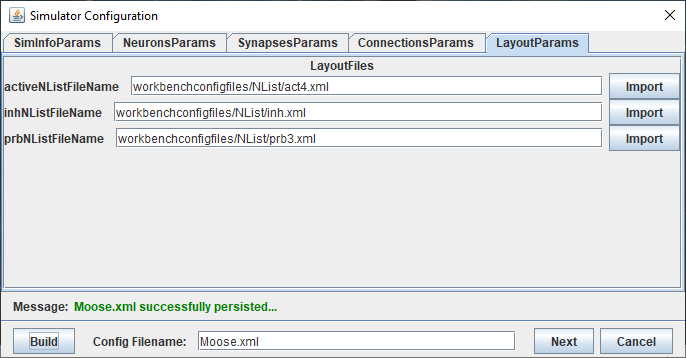 Simulator Configuration
SimInfoParams NeuronsParams SynapsesParams ConnectionsParams LayoutParams
LayoutFiles
activeNListFileName workbenchconfigfiles/NList/act4.xml Import
inhNListFileName workbenchconfigfiles/NList/inh.xml Import
prbNListFileName workbenchconfigfiles/NList/prb3.xml Import
Message: Moose.xml successfully persisted...
Build Config Filename: Moose.xml Next Cancel